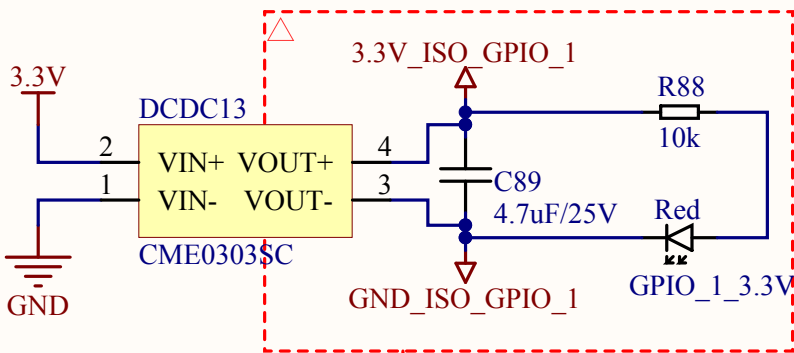 3.3V_ISO_GPIO_1
3.3V
DCDC13
R88
2
VIN+ VOUT+
4
10k
1
VIN- VOUT-
3
C89
4.7uF/25V
Red
CME0303SC
GND
GND_ISO_GPIO_1
GPIO_1_3.3V